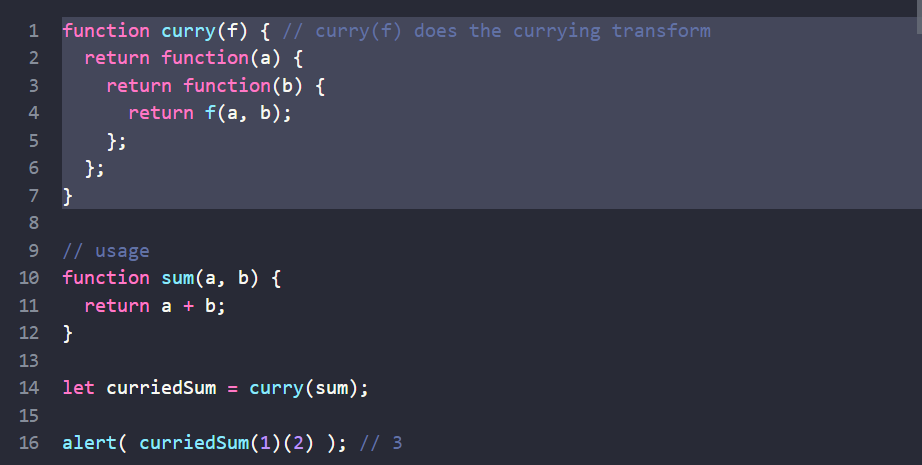 1 function curry(f) { // curry(f) does the currying transform
2   return function(a) {
3     return function(b) {
4       return f(a, b);
5     };
6   };
7 }
8
9 // usage
10 function sum(a, b) {
11   return a + b;
12 }
13
14 let curriedSum = curry(sum);
15
16 alert( curriedSum(1)(2) ); // 3